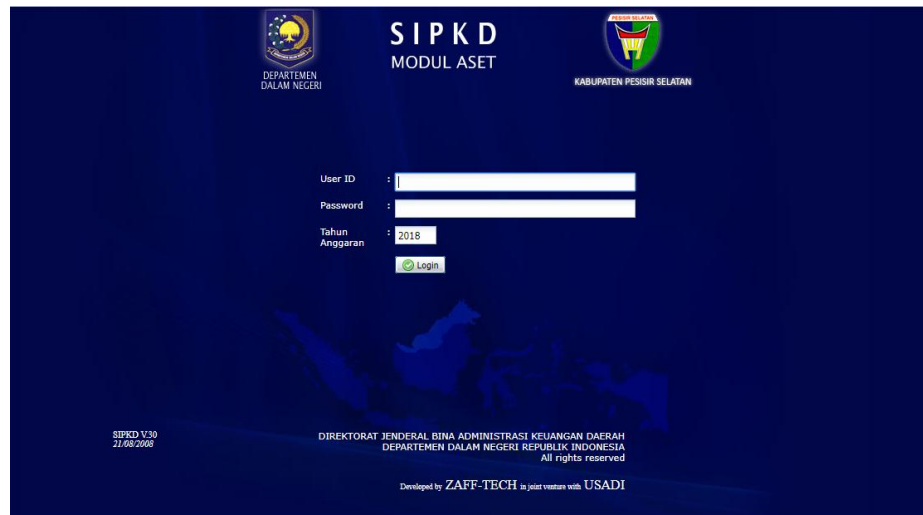 SIPKD
MODUL ASET
DEPARTEMEN
DALAM NEGERI
PESISIR SELATAN
KABUPATEN PESISIR SELATAN
User ID :
Password :
Tahun : 2018
Anggaran
Login
SIPKD V.30
21/08/2008
DIREKTORAT JENDERAL BINA ADMINISTRASI KEUANGAN DAERAH
DEPARTEMEN DALAM NEGERI REPUBLIK INDONESIA
All rights reserved
Developed by ZAFF-TECH in joint venture with USADI